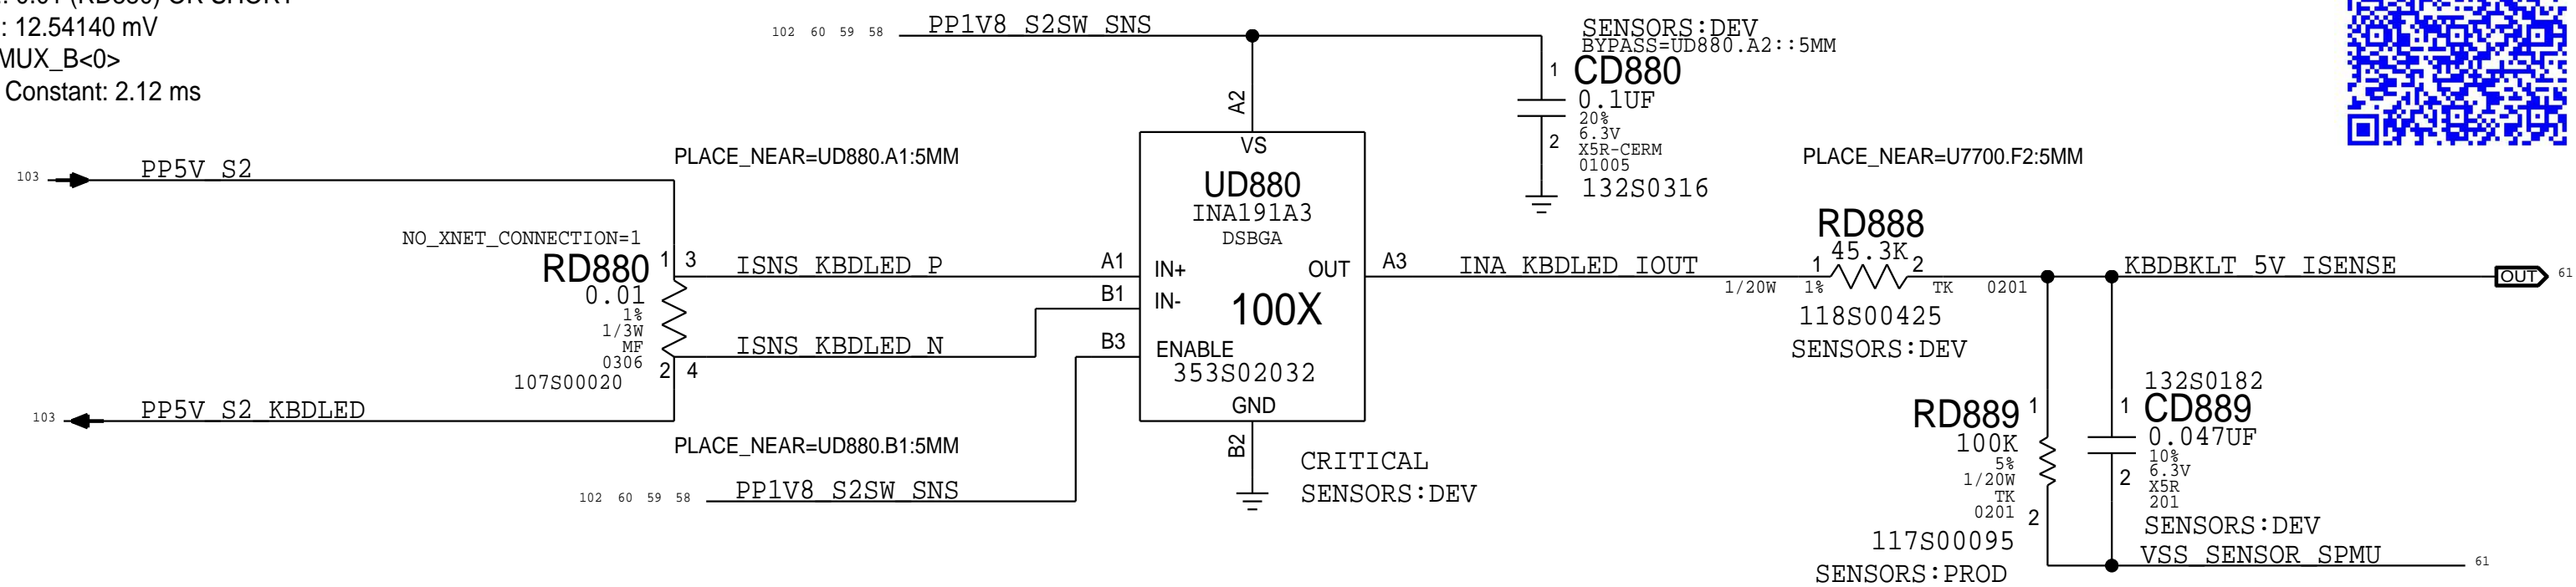 : 12.54140 mV
MUX_B<0>
Constant: 2.12 ms
102 60 59 58
PP1V8_S2SW_SNS
SENSORS:DEV
BYPASS=UD880.A2::5MM
1
CD880
0.1UF
20%
6.3V
2
X5R-CERM
01005
132S0316
A2
103
PP5V_S2
PLACE_NEAR=UD880.A1:5MM
PLACE_NEAR=U7700.F2:5MM
VS
UD880
INA191A3
DSBGA
NO_XNET_CONNECTION=1
RD880
1 3
0.01
1%
1/3W
MF
0306
2 4
107S00020
ISNS_KBDLED_P
A1
IN+
B1
IN-
100X
ISNS_KBDLED_N
B3
ENABLE
353S02032
GND
B2
OUT
A3
INA_KBDLED_IOUT
RD888
45.3K
1
2
1/20W
1%
TK
0201
118S00425
SENSORS:DEV
KBDBKLT_5V_ISENSE
OUT
61
103
PP5V_S2_KBDLED
PLACE_NEAR=UD880.B1:5MM
102 60 59 58
PP1V8_S2SW_SNS
CRITICAL
SENSORS:DEV
RD889
1
100K
5%
1/20W
TK
0201
2
117S00095
SENSORS:PROD
132S0182
1
CD889
0.047UF
10%
6.3V
2
X5R
201
SENSORS:DEV
VSS_SENSOR_SPMU
61